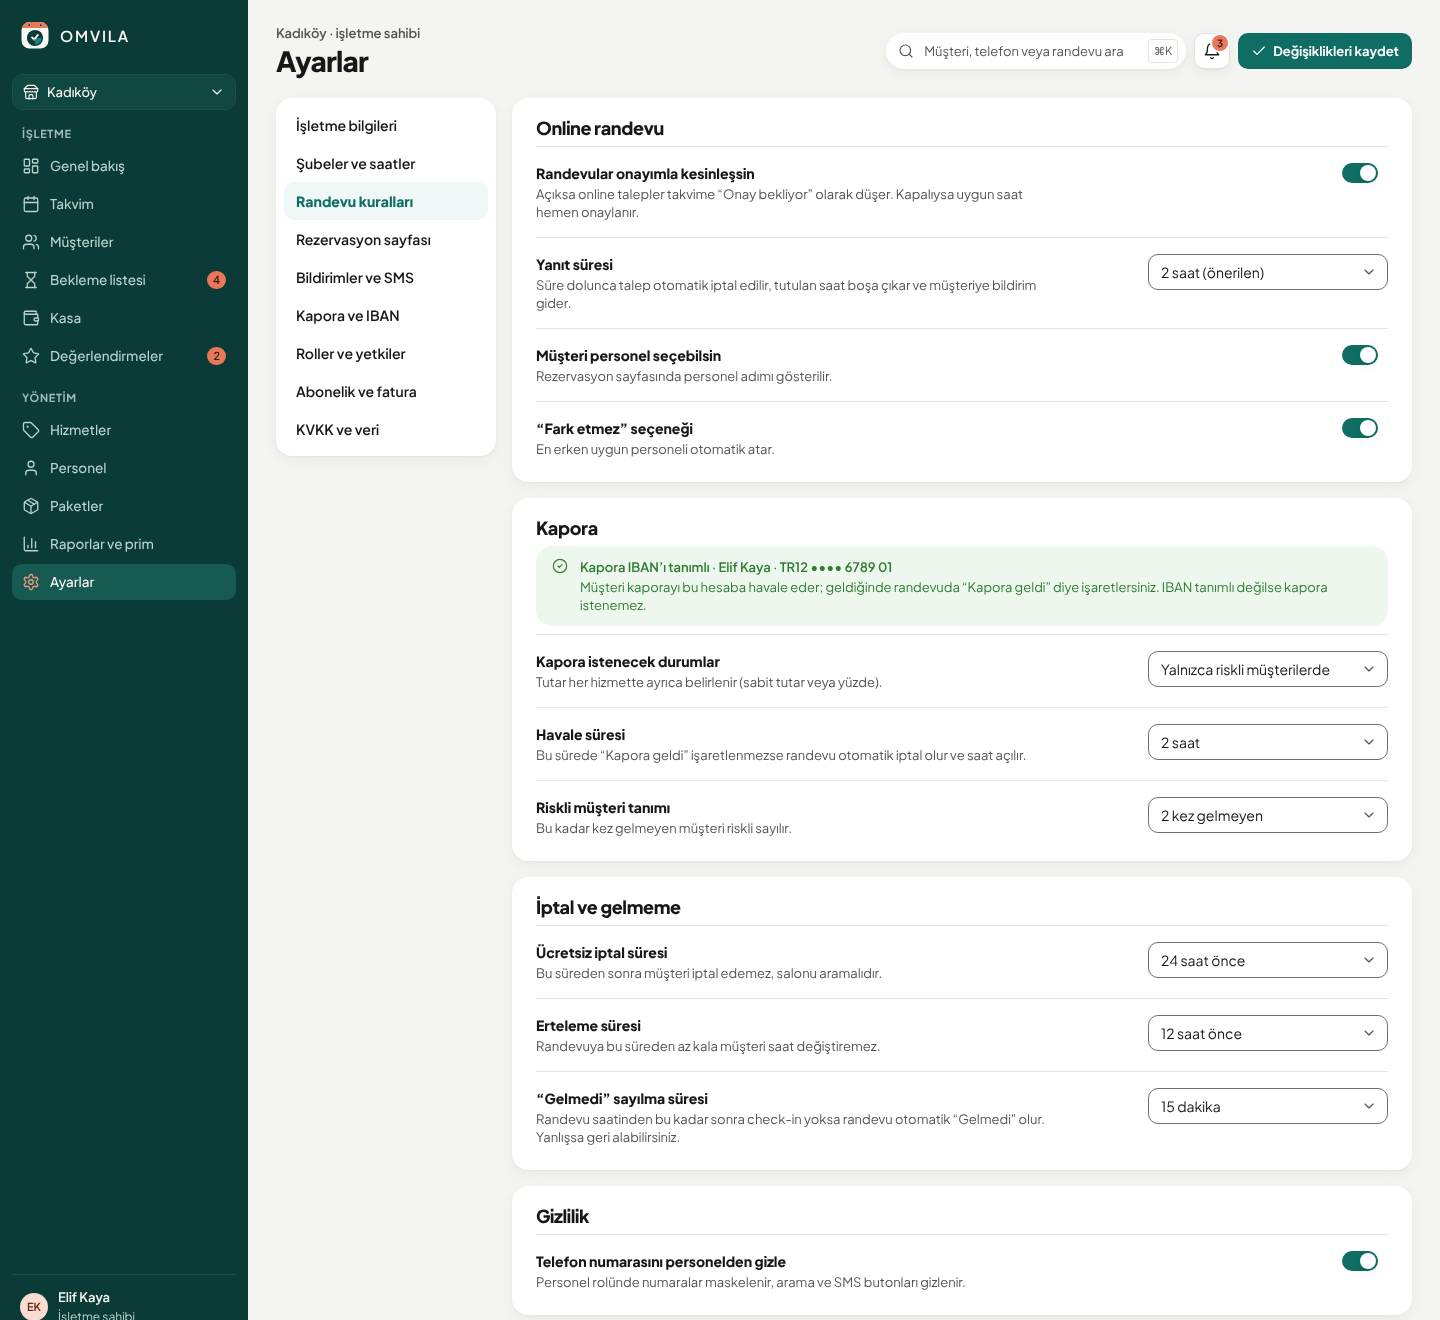 OMVILA
Kadıköy
İŞLETME
Genel bakış
Takvim
Müşteriler
Bekleme listesi
4
Kasa
Değerlendirmeler
2
YÖNETİM
Hizmetler
Personel
Paketler
Raporlar ve prim
Ayarlar
EK
Elif Kaya
İşletme sahibi
Kadıköy · işletme sahibi
Ayarlar
Müşteri, telefon veya randevu ara
⌘K
3
Değişiklikleri kaydet
İşletme bilgileri
Şubeler ve saatler
Randevu kuralları
Rezervasyon sayfası
Bildirimler ve SMS
Kapora ve IBAN
Roller ve yetkiler
Abonelik ve fatura
KVKK ve veri
Online randevu
Randevular onayımla kesinleşsin
Açıksa online talepler takvime “Onay bekliyor” olarak düşer. Kapalıysa uygun saat
hemen onaylanır.
Yanıt süresi
Süre dolunca talep otomatik iptal edilir, tutulan saat boşa çıkar ve müşteriye bildirim
gider.
2 saat (önerilen)
Müşteri personel seçebilsin
Rezervasyon sayfasında personel adımı gösterilir.
“Fark etmez” seçeneği
En erken uygun personeli otomatik atar.
Kapora
Kapora IBAN’ı tanımlı · Elif Kaya · TR12 •••• 6789 01
Müşteri kaporayı bu hesaba havale eder; geldiğinde randevuda “Kapora geldi” diye işaretlersiniz. IBAN tanımlı değilse kapora
istenemez.
Kapora istenecek durumlar
Tutar her hizmette ayrıca belirlenir (sabit tutar veya yüzde).
Yalnızca riskli müşterilerde
Havale süresi
Bu sürede “Kapora geldi” işaretlenmezse randevu otomatik iptal olur ve saat açılır.
2 saat
Riskli müşteri tanımı
Bu kadar kez gelmeyen müşteri riskli sayılır.
2 kez gelmeyen
İptal ve gelmeme
Ücretsiz iptal süresi
Bu süreden sonra müşteri iptal edemez, salonu aramalıdır.
24 saat önce
Erteleme süresi
Randevuya bu süreden az kala müşteri saat değiştiremez.
12 saat önce
“Gelmedi” sayılma süresi
Randevu saatinden bu kadar sonra check-in yoksa randevu otomatik “Gelmedi” olur.
Yanlışsa geri alabilirsiniz.
15 dakika
Gizlilik
Telefon numarasını personelden gizle
Personel rolünde numaralar maskelenir, arama ve SMS butonları gizlenir.